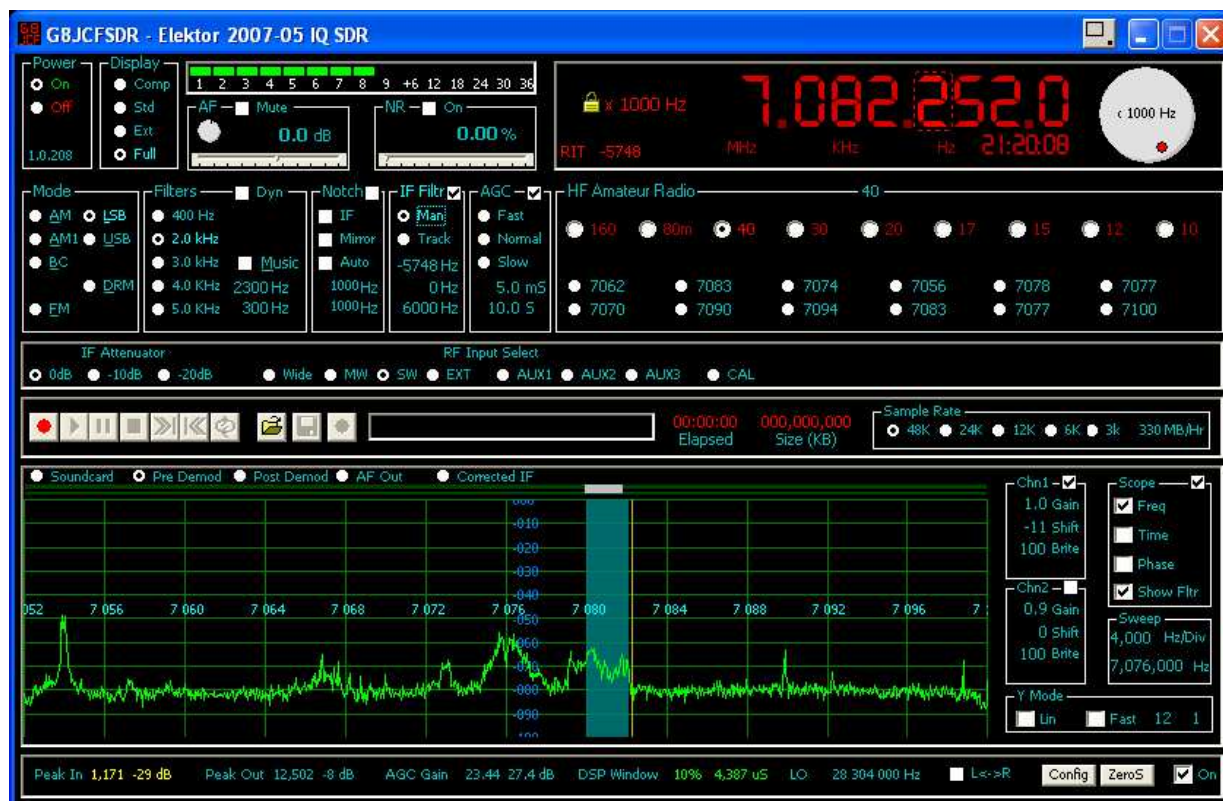 G8JCFSDR - Elektor 2007-05 IQ SDR
Power
On
Off
1.0.208
Display
Comp
Std
Ext
Full
1 2 3 4 5 6 7 8 9 +6 12 18 24 30 36
AF Mute
0.0 dB
NR On
0.00 %
x 1000 Hz
7.082.252.0
RIT -5748 MHz KHz Hz 21:20:08
< 1000 Hz
Mode
AM LSB
AM1 USB
BC
DRM
FM
Filters Dyn
400 Hz
2.0 kHz
3.0 kHz Music
4.0 KHz 2300 Hz
5.0 KHz 300 Hz
Notch
IF
Mirror
Auto
1000Hz
1000Hz
IF Filtr
Man
Track
-5748 Hz
0 Hz
6000 Hz
AGC
Fast
Normal
Slow
5.0 mS
10.0 S
HF Amateur Radio 40
160 80m 40 30 20 17 15 12 10
7062 7083 7074 7056 7078 7077
7070 7090 7094 7083 7077 7100
IF Attenuator RF Input Select
0dB -10dB -20dB Wide MW SW EXT AUX1 AUX2 AUX3 CAL
00:00:00 000,000,000
Elapsed Size (KB)
Sample Rate
48K 24K 12K 6K 3k 330 MB/Hr
Soundcard Pre Demod Post Demod AF Out Corrected IF
000
-010
-020
-030
-040
052 7 056 7 060 7 064 7 068 7 072 7 076 7 080 7 084 7 088 7 092 7 096 7
-050
-060
-070
-080
-090
-100
Chn1
1.0 Gain
-11 Shift
100 Brite
Chn2
0.9 Gain
0 Shift
100 Brite
Scope
Freq
Time
Phase
Show Fltr
Sweep
4,000 Hz/Div
7,076,000 Hz
Y Mode
Lin Fast 12 1
Peak In 1,171 -29 dB Peak Out 12,502 -8 dB AGC Gain 23.44 27.4 dB DSP Window 10% 4,387 uS LO 28 304 000 Hz L<->R Config ZeroS On